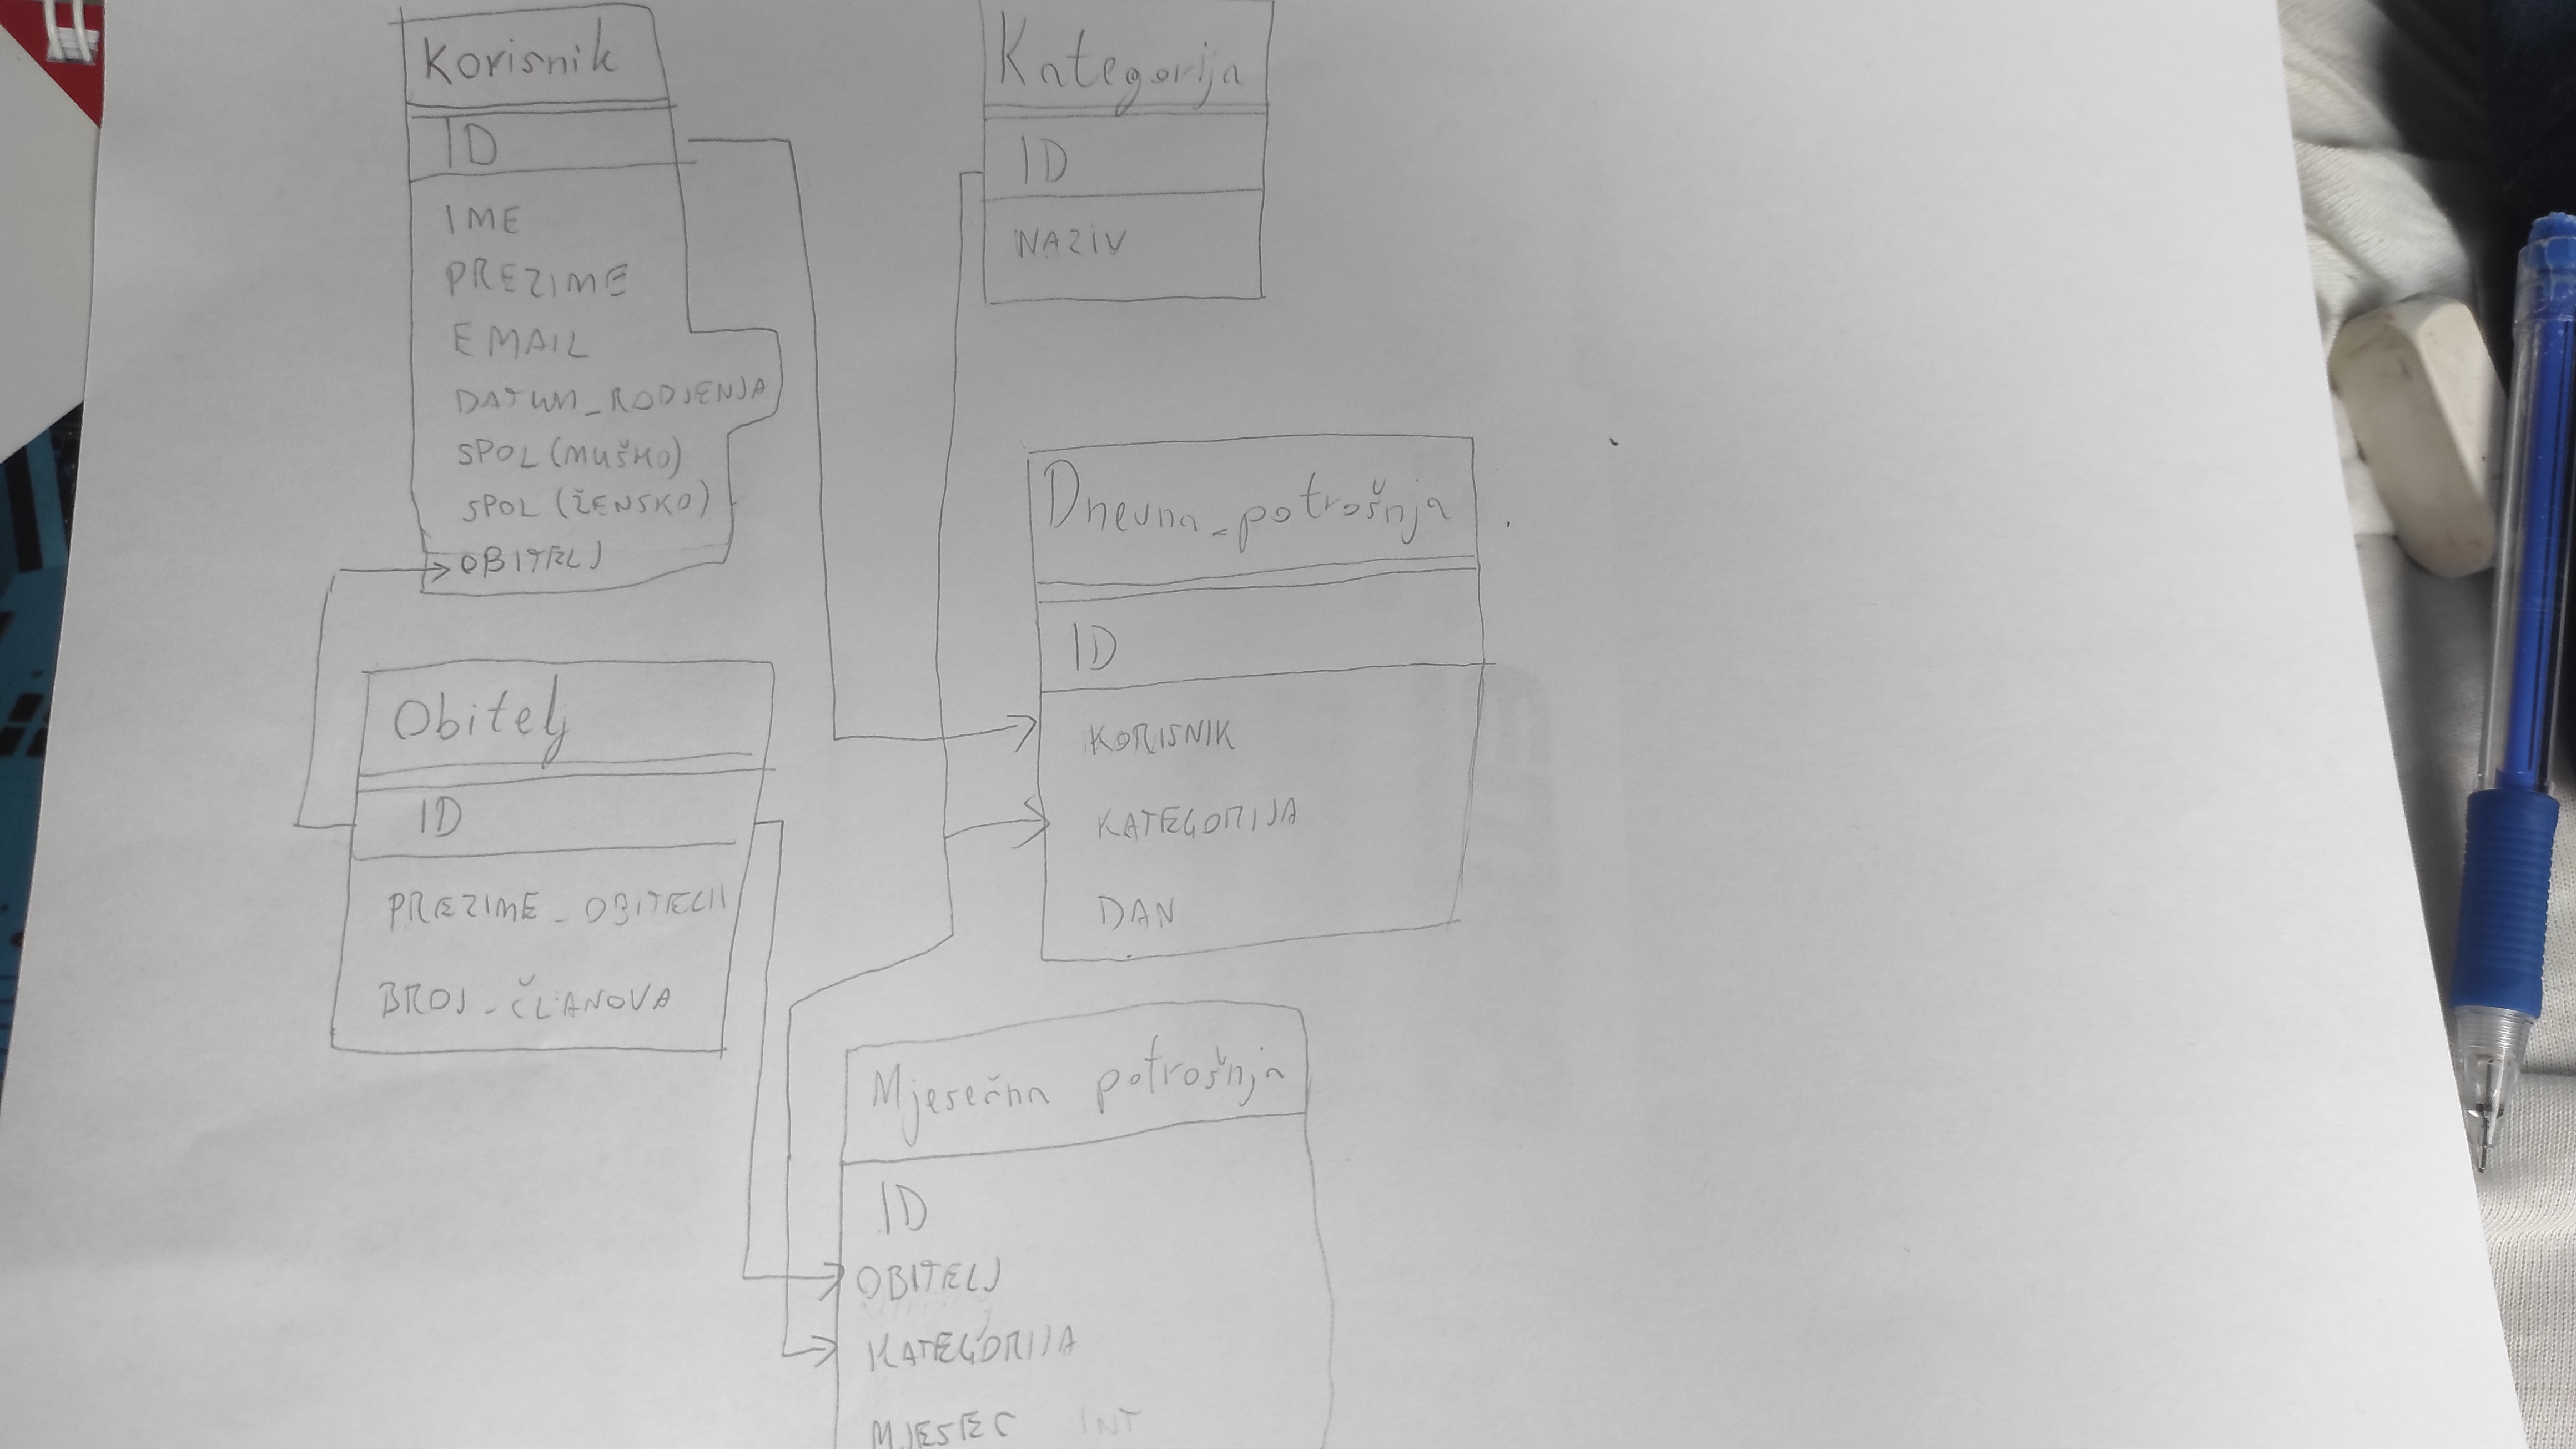 Korisnik
ID
IME
PREZIME
EMAIL
DATUM_RODJENJA
SPOL (MUŠKO)
SPOL (ŽENSKO)
OBITELJ
Kategorija
ID
NAZIV
Obitelj
ID
PREZIME_OBITELJI
BROJ_ČLANOVA
Dnevna_potrošnja
ID
KORISNIK
KATEGORIJA
DAN
Mjesečna potrošnja
ID
OBITELJ
KATEGORIJA
MJESEC INT